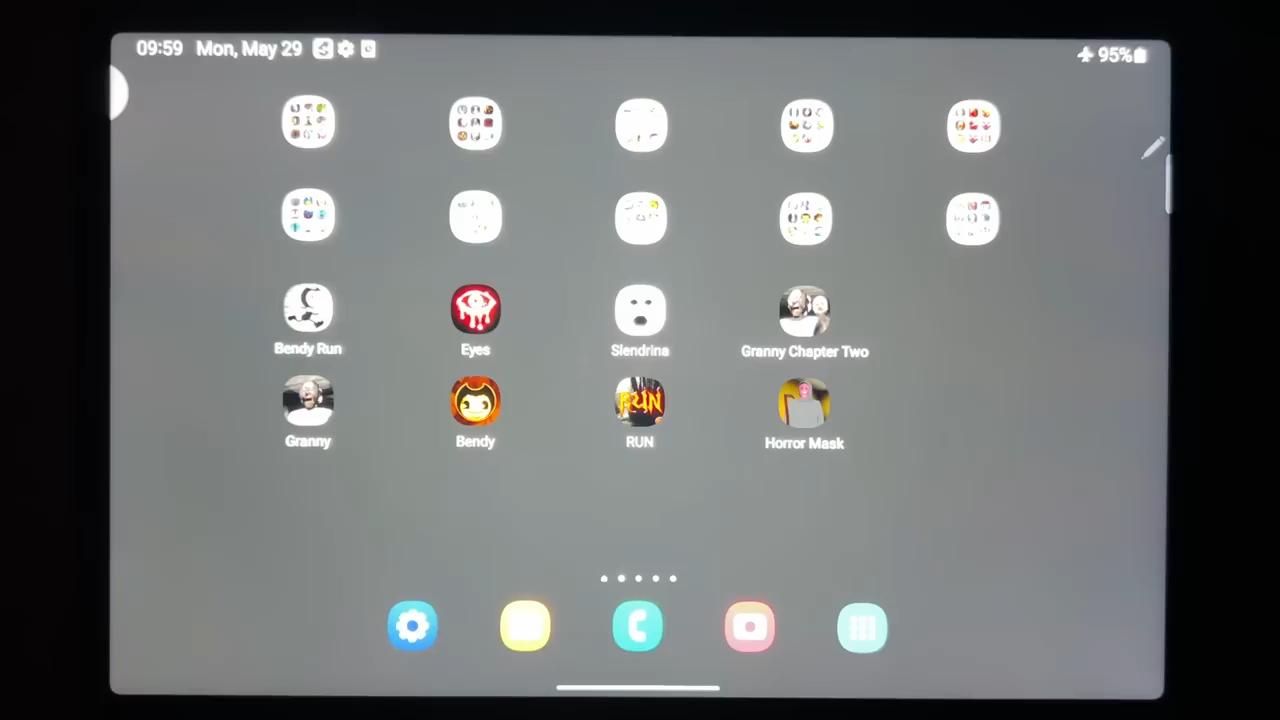 09:59 Mon, May 29
95%
Bendy Run
Eyes
Slendrina
Granny Chapter Two
RUN
Granny
Bendy
RUN
Horror Mask